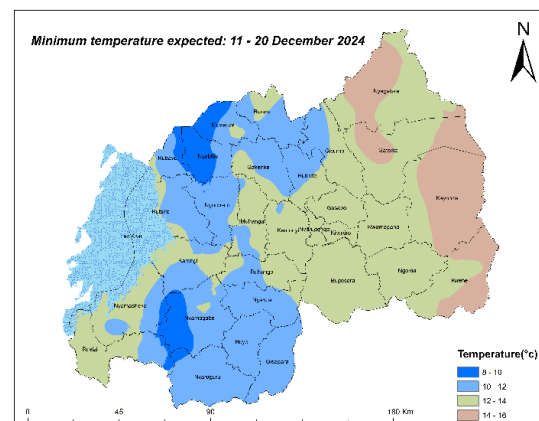 Minimum temperature expected: 11 - 20 December 2024
N
Nyagatare
Burera
Musanze
Gatsibo
Gicumbi
Rubavu
Nyabihu
Gakenke
Rulindo
Kayonza
Rutsiro
Ngororero
Muhanga
Gasabo
Kamonyi
Nyarugenge
Kicukiro
Rwamagana
Karongi
Ruhango
Bugesera
Ngoma
Kirehe
Nyamasheke
Nyamagabe
Nyanza
Rusizi
Huye
Gisagara
Nyaruguru
Temperature(°c)
8 - 10
10 - 12
12 - 14
14 - 16
0 45 90 180 Km